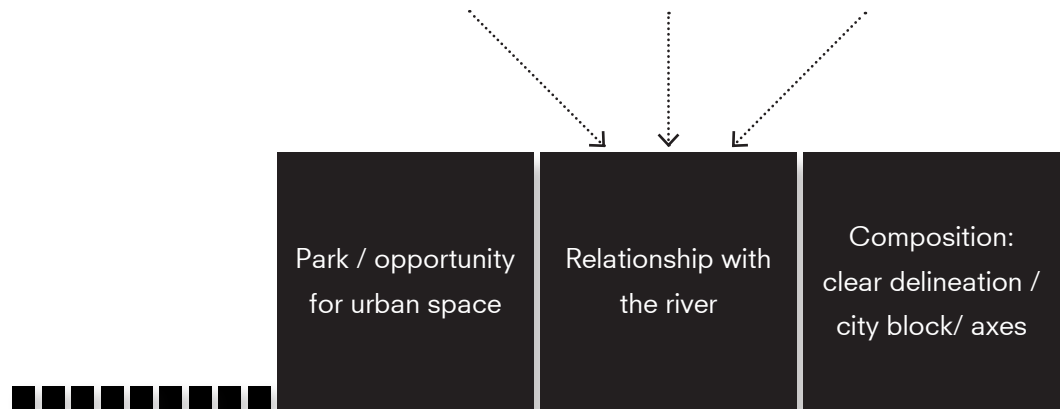 Park / opportunity
for urban space
Relationship with
the river
Composition:
clear delineation /
city block/ axes